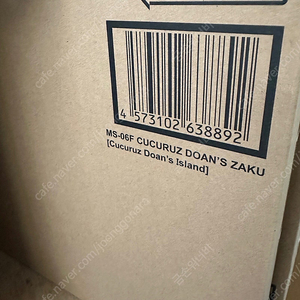 4 573102 638892
MS-06F CUCURUZ DOAN'S ZAKU
[Cucuruz Doan's Island]